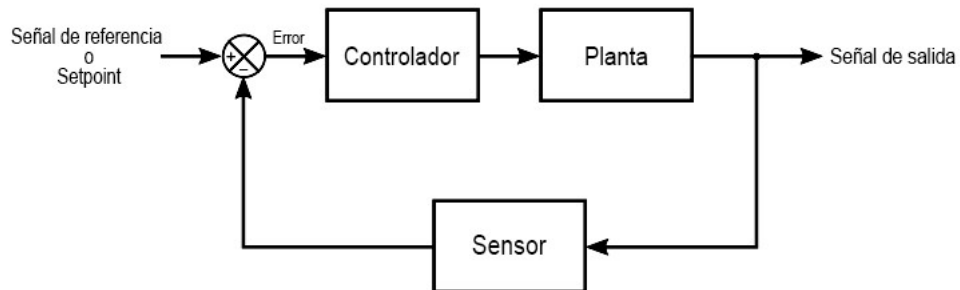 Señal de referencia
o
Setpoint
+
−
Error
Controlador
Planta
Señal de salida
Sensor